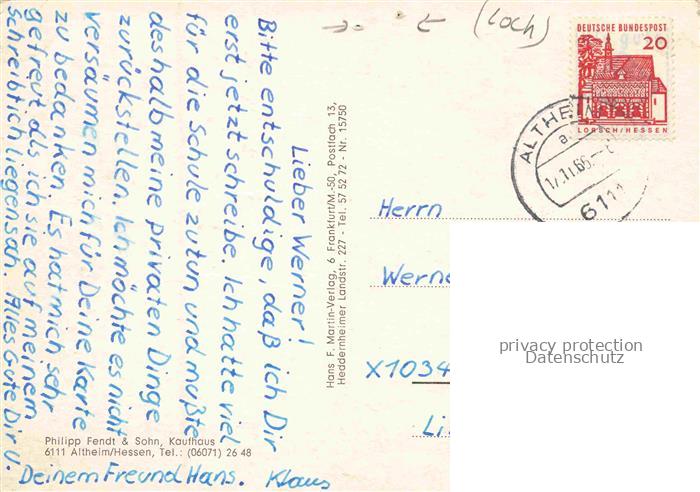 Lieber Werner!
Bitte entschuldige, daß ich Dir
erst jetzt schreibe. Ich hatte viel
für die Schule zu tun und mußte
deshalb meine privaten Dinge
zurückstellen. Ich möchte es nicht
versäumen mich für Deine Karte
zu bedanken. Es hat mich sehr
gefreut als ich sie auf meinem
Schreibtisch liegen sah. Alles Gute Dir u.
Deinem Freund Hans. Klaus
Philipp Fendt & Sohn, Kaufhaus
6111 Altheim/Hessen, Tel.: (06071) 26 48
Hans F. Martin-Verlag, 6 Frankfurt/M.-50, Postfach 13,
Heddernheimer Landstr. 227 - Tel. 57 52 72 - Nr. 15750
(Loch)
DEUTSCHE BUNDESPOST
20
LORSCH/HESSEN
6111
Herrn
Werne
X1034
privacy protection
Datenschutz